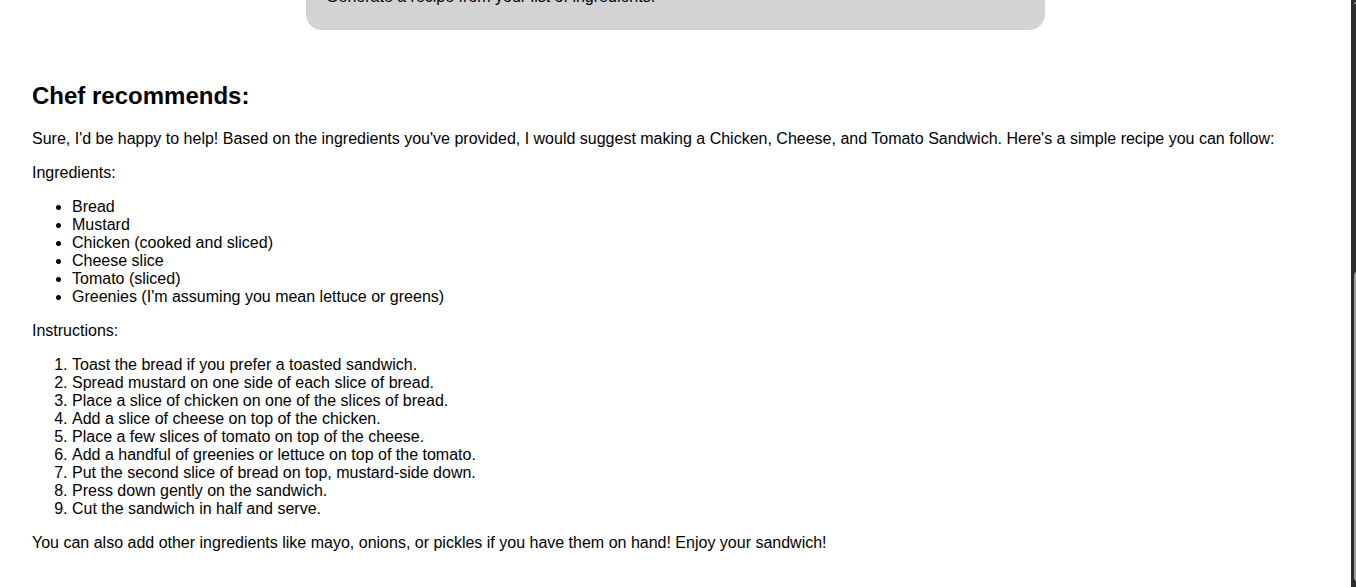 Generate a recipe from your list of ingredients.
Chef recommends:
Sure, I'd be happy to help! Based on the ingredients you've provided, I would suggest making a Chicken, Cheese, and Tomato Sandwich. Here's a simple recipe you can follow:
Ingredients:
• Bread
• Mustard
• Chicken (cooked and sliced)
• Cheese slice
• Tomato (sliced)
• Greenies (I'm assuming you mean lettuce or greens)
Instructions:
1. Toast the bread if you prefer a toasted sandwich.
2. Spread mustard on one side of each slice of bread.
3. Place a slice of chicken on one of the slices of bread.
4. Add a slice of cheese on top of the chicken.
5. Place a few slices of tomato on top of the cheese.
6. Add a handful of greenies or lettuce on top of the tomato.
7. Put the second slice of bread on top, mustard-side down.
8. Press down gently on the sandwich.
9. Cut the sandwich in half and serve.
You can also add other ingredients like mayo, onions, or pickles if you have them on hand! Enjoy your sandwich!